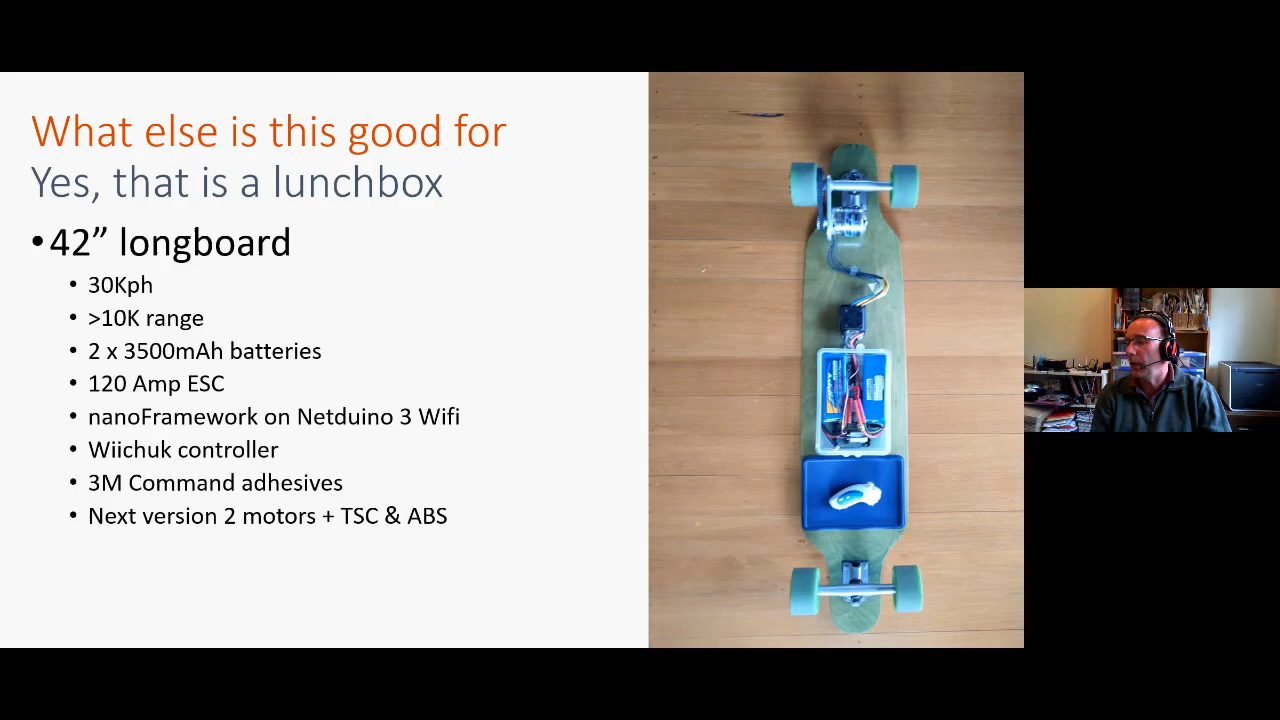 What else is this good for
Yes, that is a lunchbox
• 42” longboard
• 30Kph
• >10K range
• 2 x 3500mAh batteries
• 120 Amp ESC
• nanoFramework on Netduino 3 Wifi
• Wiichuk controller
• 3M Command adhesives
• Next version 2 motors + TSC & ABS